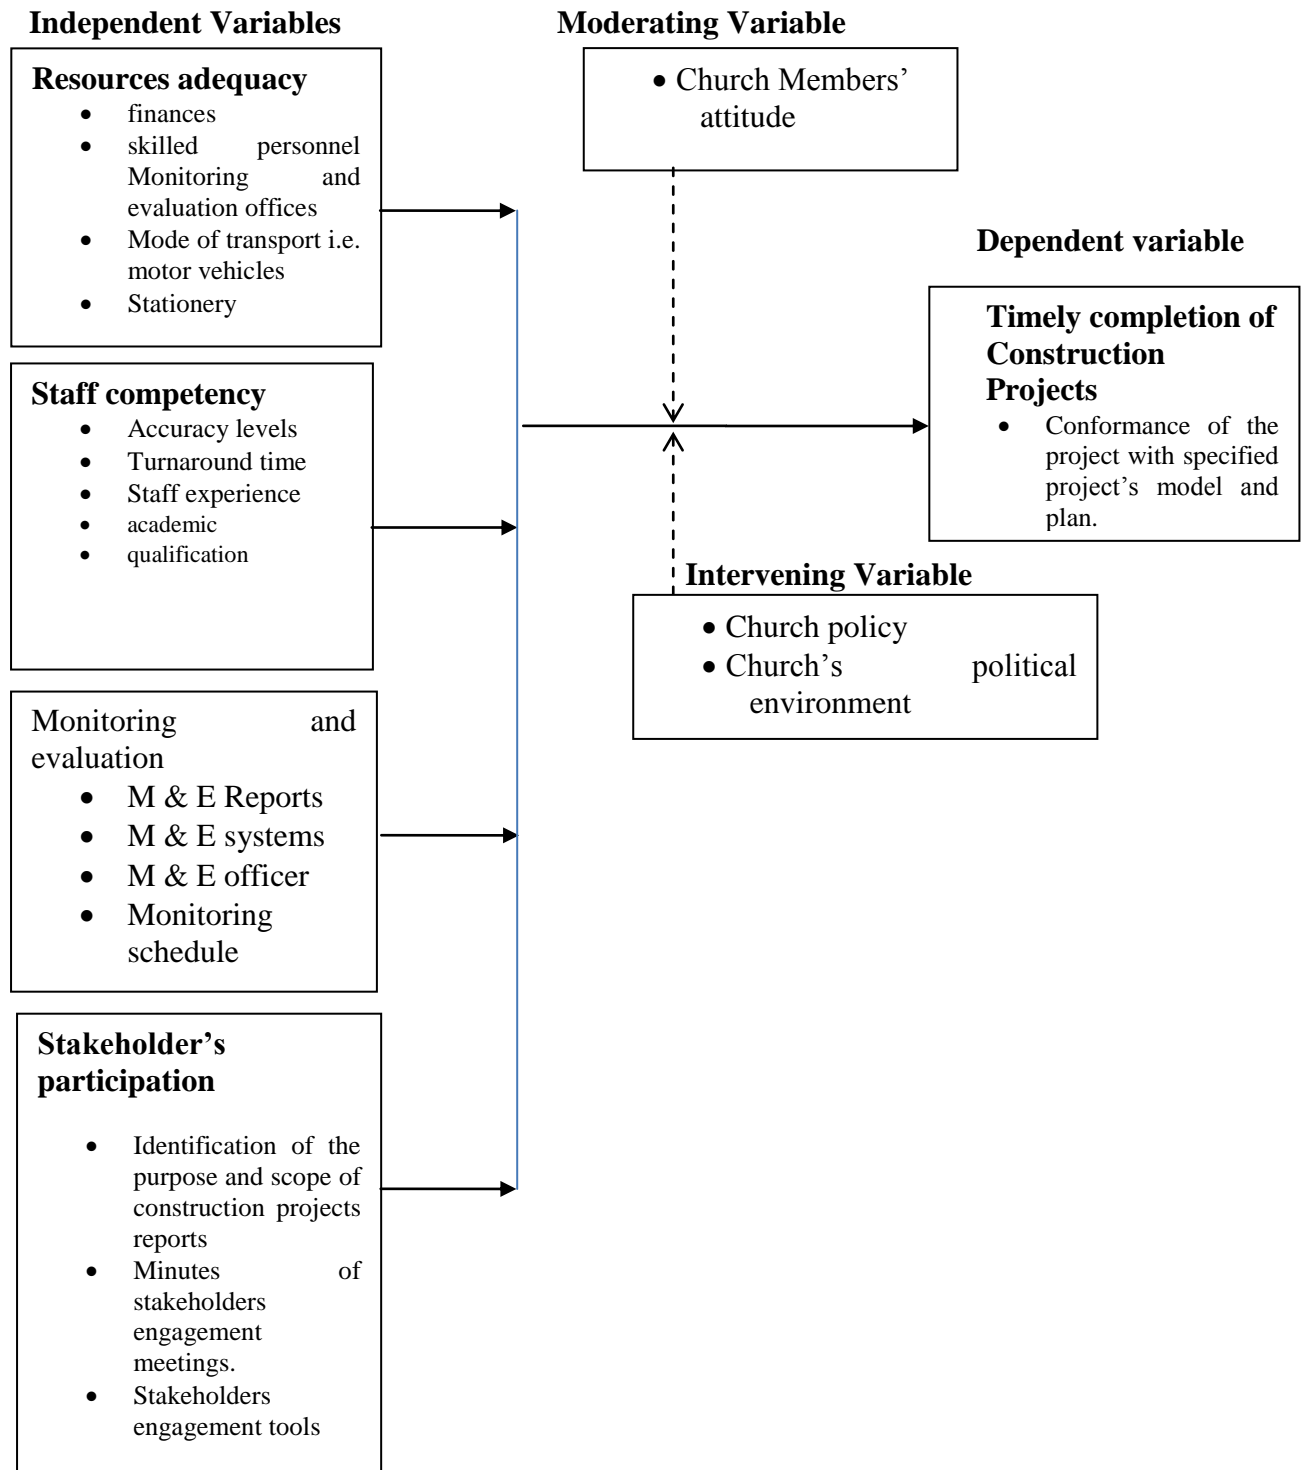 Independent Variables
Resources adequacy
• finances
• skilled personnel
Monitoring and
evaluation offices
• Mode of transport i.e.
motor vehicles
• Stationery
Staff competency
• Accuracy levels
• Turnaround time
• Staff experience
• academic
• qualification
Monitoring and
evaluation
• M & E Reports
• M & E systems
• M & E officer
• Monitoring
schedule
Stakeholder’s
participation
• Identification of the
purpose and scope of
construction projects
reports
• Minutes of
stakeholders
engagement
meetings.
• Stakeholders
engagement tools
Moderating Variable
• Church Members’
attitude
Intervening Variable
• Church policy
• Church’s political
environment
Dependent variable
Timely completion of
Construction
Projects
• Conformance of the
project with specified
project’s model and
plan.